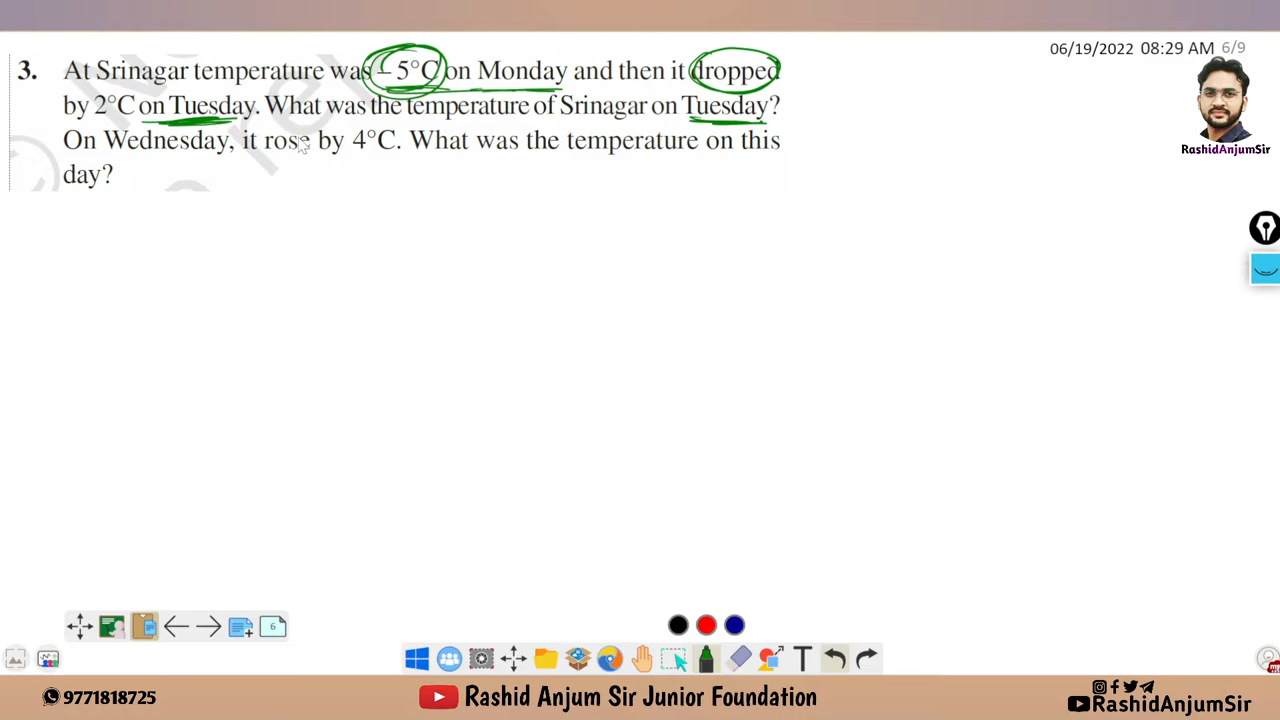 06/19/2022 08:29 AM 6/9
3. At Srinagar temperature was – 5°C on Monday and then it dropped
by 2°C on Tuesday. What was the temperature of Srinagar on Tuesday?
On Wednesday, it rose by 4°C. What was the temperature on this
day?
RashidAnjumSir
6
9771818725
Rashid Anjum Sir Junior Foundation
RashidAnjumSir